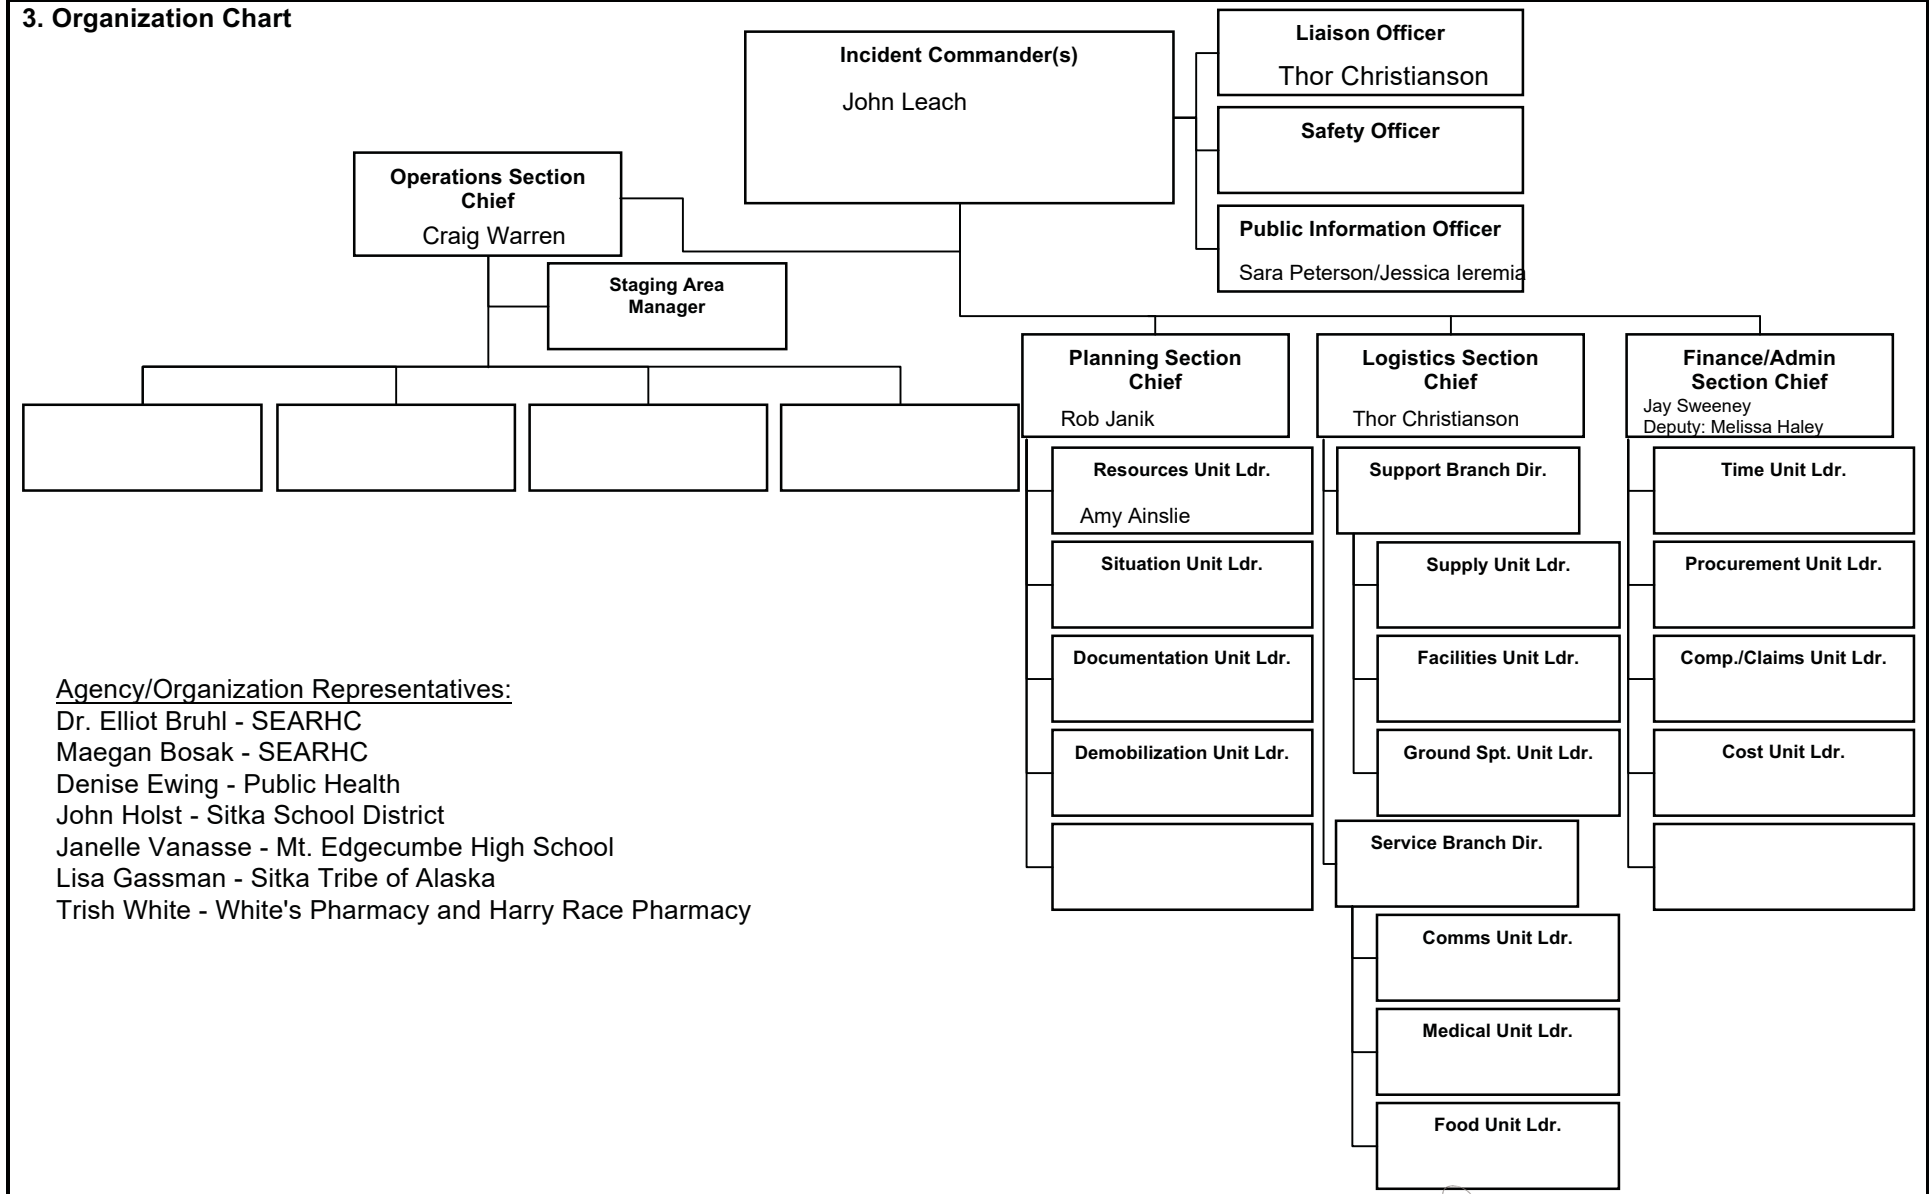 3. Organization Chart
Incident Commander(s)
John Leach
Liaison Officer
Thor Christianson
Safety Officer
Public Information Officer
Sara Peterson/Jessica Ieremia
Operations Section
Chief
Craig Warren
Staging Area
Manager
Planning Section
Chief
Rob Janik
Resources Unit Ldr.
Amy Ainslie
Situation Unit Ldr.
Documentation Unit Ldr.
Demobilization Unit Ldr.
Logistics Section
Chief
Thor Christianson
Support Branch Dir.
Supply Unit Ldr.
Facilities Unit Ldr.
Ground Spt. Unit Ldr.
Service Branch Dir.
Comms Unit Ldr.
Medical Unit Ldr.
Food Unit Ldr.
Finance/Admin
Section Chief
Jay Sweeney
Deputy: Melissa Haley
Time Unit Ldr.
Procurement Unit Ldr.
Comp./Claims Unit Ldr.
Cost Unit Ldr.
Agency/Organization Representatives:
Dr. Elliot Bruhl - SEARHC
Maegan Bosak - SEARHC
Denise Ewing - Public Health
John Holst - Sitka School District
Janelle Vanasse - Mt. Edgecumbe High School
Lisa Gassman - Sitka Tribe of Alaska
Trish White - White's Pharmacy and Harry Race Pharmacy